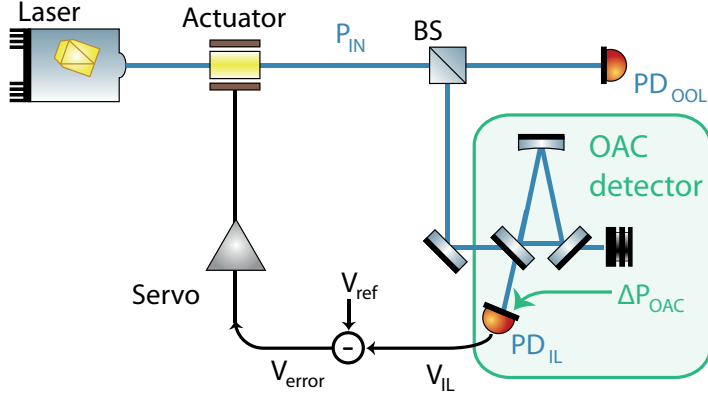 Laser
Actuator
P_IN
BS
PD_OOL
OAC
detector
ΔP_OAC
Servo
V_ref
-
PD_IL
V_error
V_IL